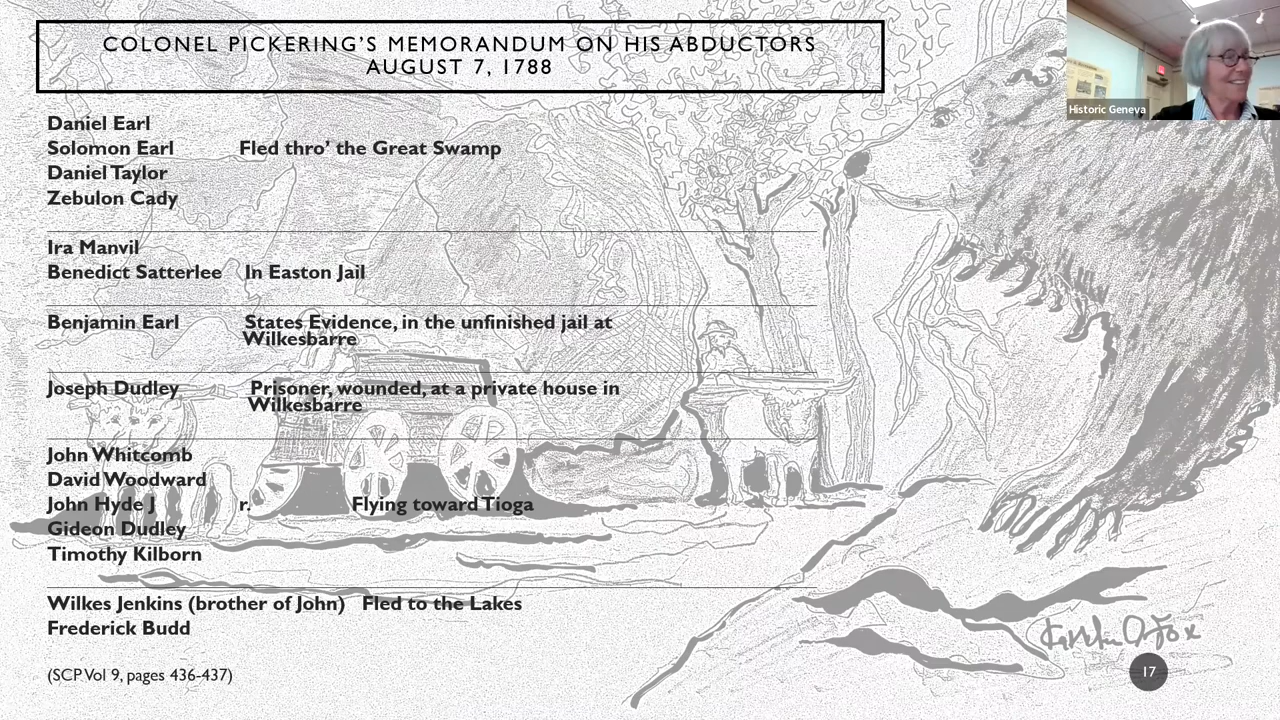 COLONEL PICKERING'S MEMORANDUM ON HIS ABDUCTORS
AUGUST 7, 1788
Historic Geneva
Daniel Earl
Solomon Earl Fled thro' the Great Swamp
Daniel Taylor
Zebulon Cady
Ira Manvil
Benedict Satterlee In Easton Jail
Benjamin Earl States Evidence, in the unfinished jail at
Wilkesbarre
Joseph Dudley Prisoner, wounded, at a private house in
Wilkesbarre
John Whitcomb
David Woodward
John Hyde J r. Flying toward Tioga
Gideon Dudley
Timothy Kilborn
Wilkes Jenkins (brother of John) Fled to the Lakes
Frederick Budd
(SCP Vol 9, pages 436-437)
17